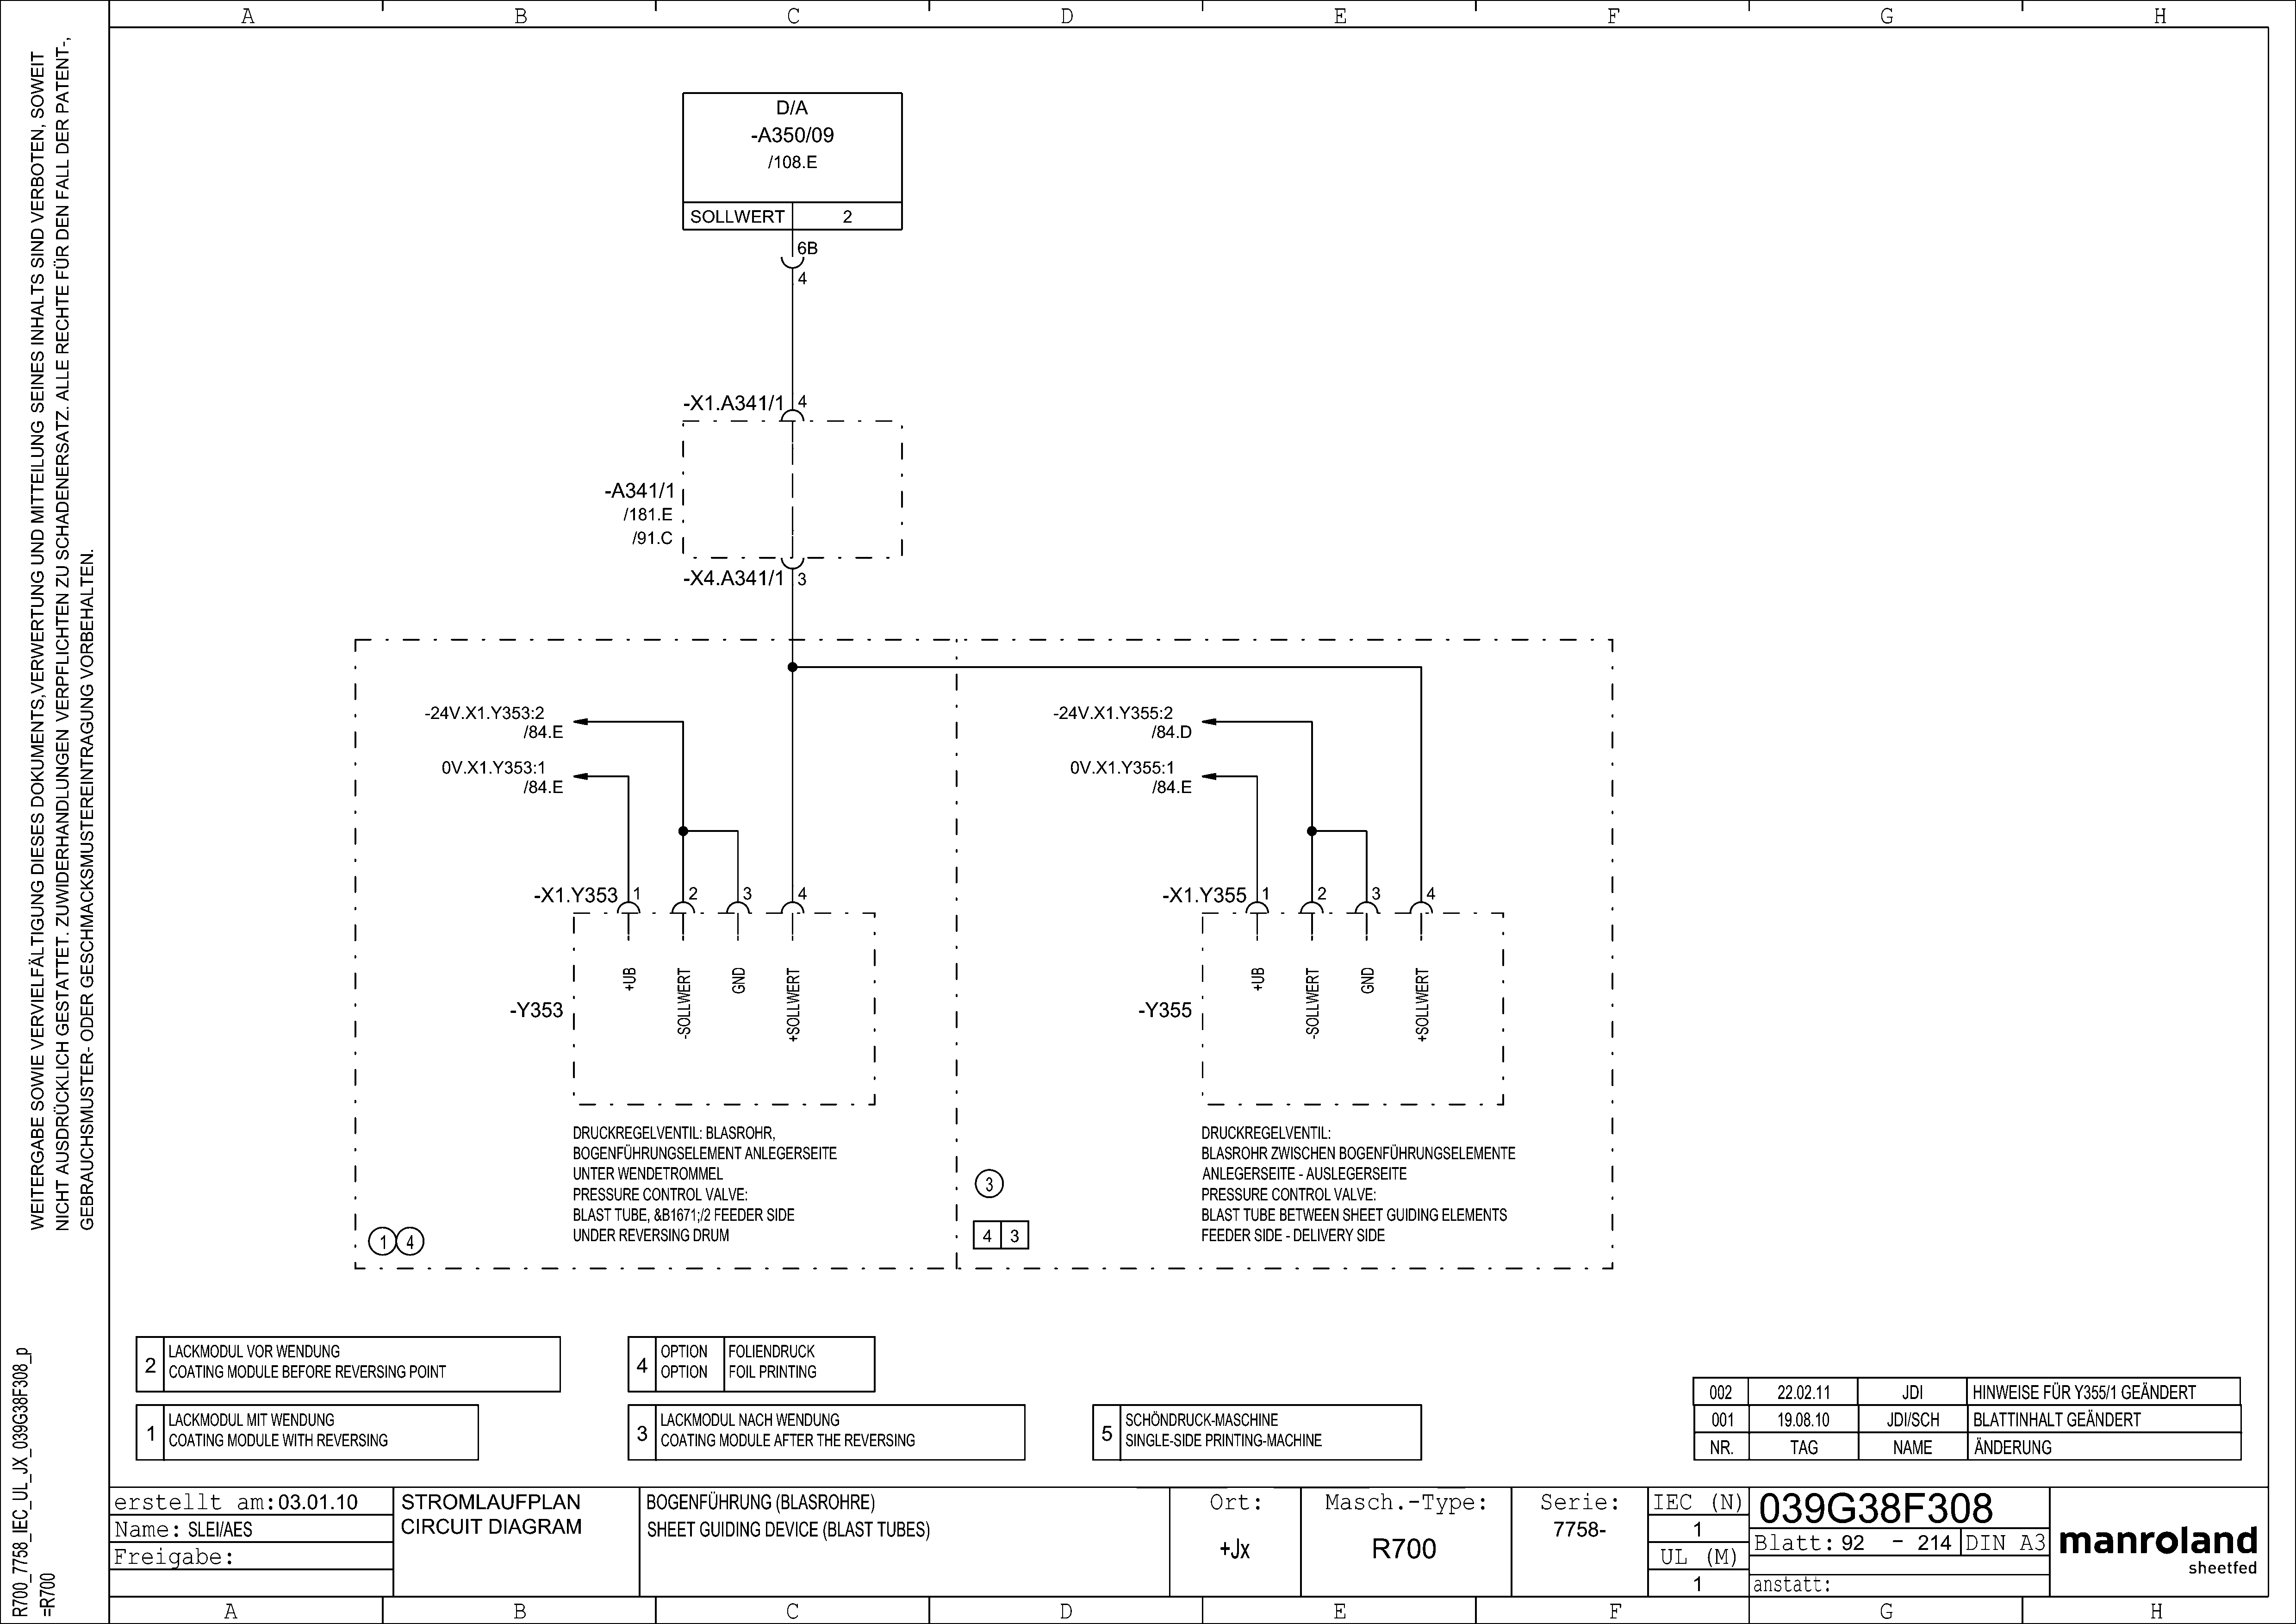 A B C D E F G H
WEITERGABE SOWIE VERVIELFÄLTIGUNG DIESES DOKUMENTS,VERWERTUNG UND MITTEILUNG SEINES INHALTS SIND VERBOTEN, SOWEIT
NICHT AUSDRÜCKLICH GESTATTET. ZUWIDERHANDLUNGEN VERPFLICHTEN ZU SCHADENERSATZ. ALLE RECHTE FÜR DEN FALL DER PATENT-,
GEBRAUCHSMUSTER- ODER GESCHMACKSMUSTEREINTRAGUNG VORBEHALTEN.
R700_7758_IEC_UL_JX_039G38F308_p
=R700
D/A
-A350/09
/108.E
SOLLWERT 2
6B
4
-X1.A341/1 4
-A341/1
/181.E
/91.C
-X4.A341/1 3
-24V.X1.Y353:2
/84.E
0V.X1.Y353:1
/84.E
-X1.Y353 1 2 3 4
+UB -SOLLWERT GND +SOLLWERT
-Y353
DRUCKREGELVENTIL: BLASROHR,
BOGENFÜHRUNGSELEMENT ANLEGERSEITE
UNTER WENDETROMMEL
PRESSURE CONTROL VALVE:
BLAST TUBE, &B1671;/2 FEEDER SIDE
UNDER REVERSING DRUM
1 4
-24V.X1.Y355:2
/84.D
0V.X1.Y355:1
/84.E
-X1.Y355 1 2 3 4
+UB -SOLLWERT GND +SOLLWERT
-Y355
DRUCKREGELVENTIL:
BLASROHR ZWISCHEN BOGENFÜHRUNGSELEMENTE
ANLEGERSEITE - AUSLEGERSEITE
PRESSURE CONTROL VALVE:
BLAST TUBE BETWEEN SHEET GUIDING ELEMENTS
FEEDER SIDE - DELIVERY SIDE
3
4 3
2 LACKMODUL VOR WENDUNG
COATING MODULE BEFORE REVERSING POINT
4 OPTION FOLIENDRUCK
OPTION FOIL PRINTING
1 LACKMODUL MIT WENDUNG
COATING MODULE WITH REVERSING
3 LACKMODUL NACH WENDUNG
COATING MODULE AFTER THE REVERSING
5 SCHÖNDRUCK-MASCHINE
SINGLE-SIDE PRINTING-MACHINE
002 22.02.11 JDI HINWEISE FÜR Y355/1 GEÄNDERT
001 19.08.10 JDI/SCH BLATTINHALT GEÄNDERT
NR. TAG NAME ÄNDERUNG
erstellt am: 03.01.10
Name: SLEI/AES
Freigabe:
STROMLAUFPLAN
CIRCUIT DIAGRAM
BOGENFÜHRUNG (BLASROHRE)
SHEET GUIDING DEVICE (BLAST TUBES)
Ort:
+Jx
Masch.-Type:
R700
Serie:
7758-
IEC (N)
1
UL (M)
1
039G38F308
Blatt: 92 - 214 DIN A3
anstatt:
manroland
sheetfed
A B C D E F G H